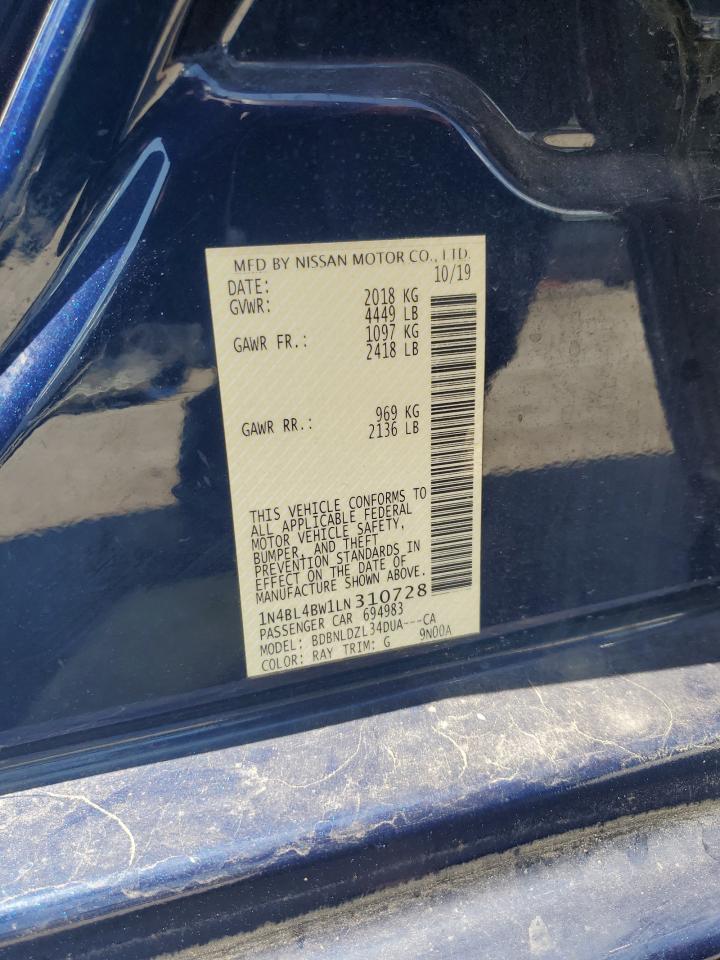 MFD BY NISSAN MOTOR CO., LTD.
DATE: 10/19
GVWR: 2018 KG
4449 LB
GAWR FR.: 1097 KG
2418 LB
GAWR RR.: 969 KG
2136 LB
THIS VEHICLE CONFORMS TO
ALL APPLICABLE FEDERAL
MOTOR VEHICLE SAFETY,
BUMPER, AND THEFT
PREVENTION STANDARDS IN
EFFECT ON THE DATE OF
MANUFACTURE SHOWN ABOVE.
1N4BL4BW1LN310728
PASSENGER CAR 694983
MODEL: BDBNLDZL34DUA---CA
COLOR: RAY TRIM: G 9N00A